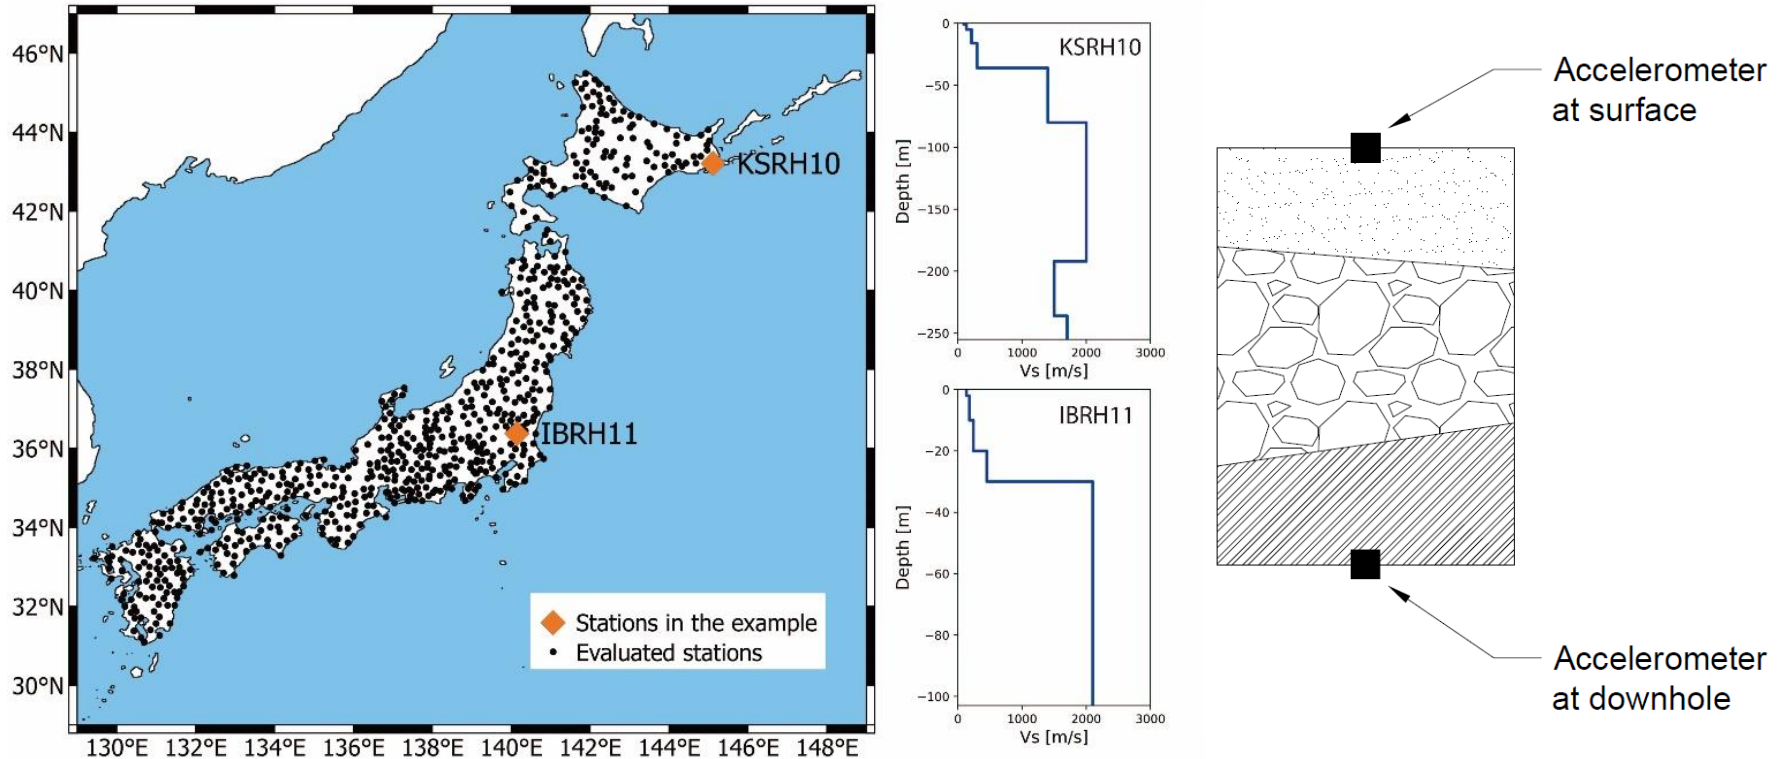 46°N
44°N
42°N
40°N
38°N
36°N
34°N
32°N
30°N
130°E 132°E 134°E 136°E 138°E 140°E 142°E 144°E 146°E 148°E
KSRH10
IBRH11
Stations in the example
Evaluated stations
KSRH10
0
−50
−100
−150
−200
−250
Depth [m]
0 1000 2000 3000
Vs [m/s]
IBRH11
0
−20
−40
−60
−80
−100
Depth [m]
0 1000 2000 3000
Vs [m/s]
Accelerometer
at surface
Accelerometer
at downhole